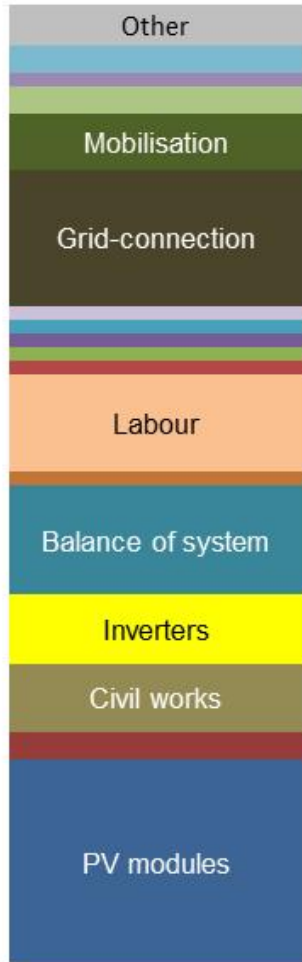 Other
Mobilisation
Grid-connection
Labour
Balance of system
Inverters
Civil works
PV modules